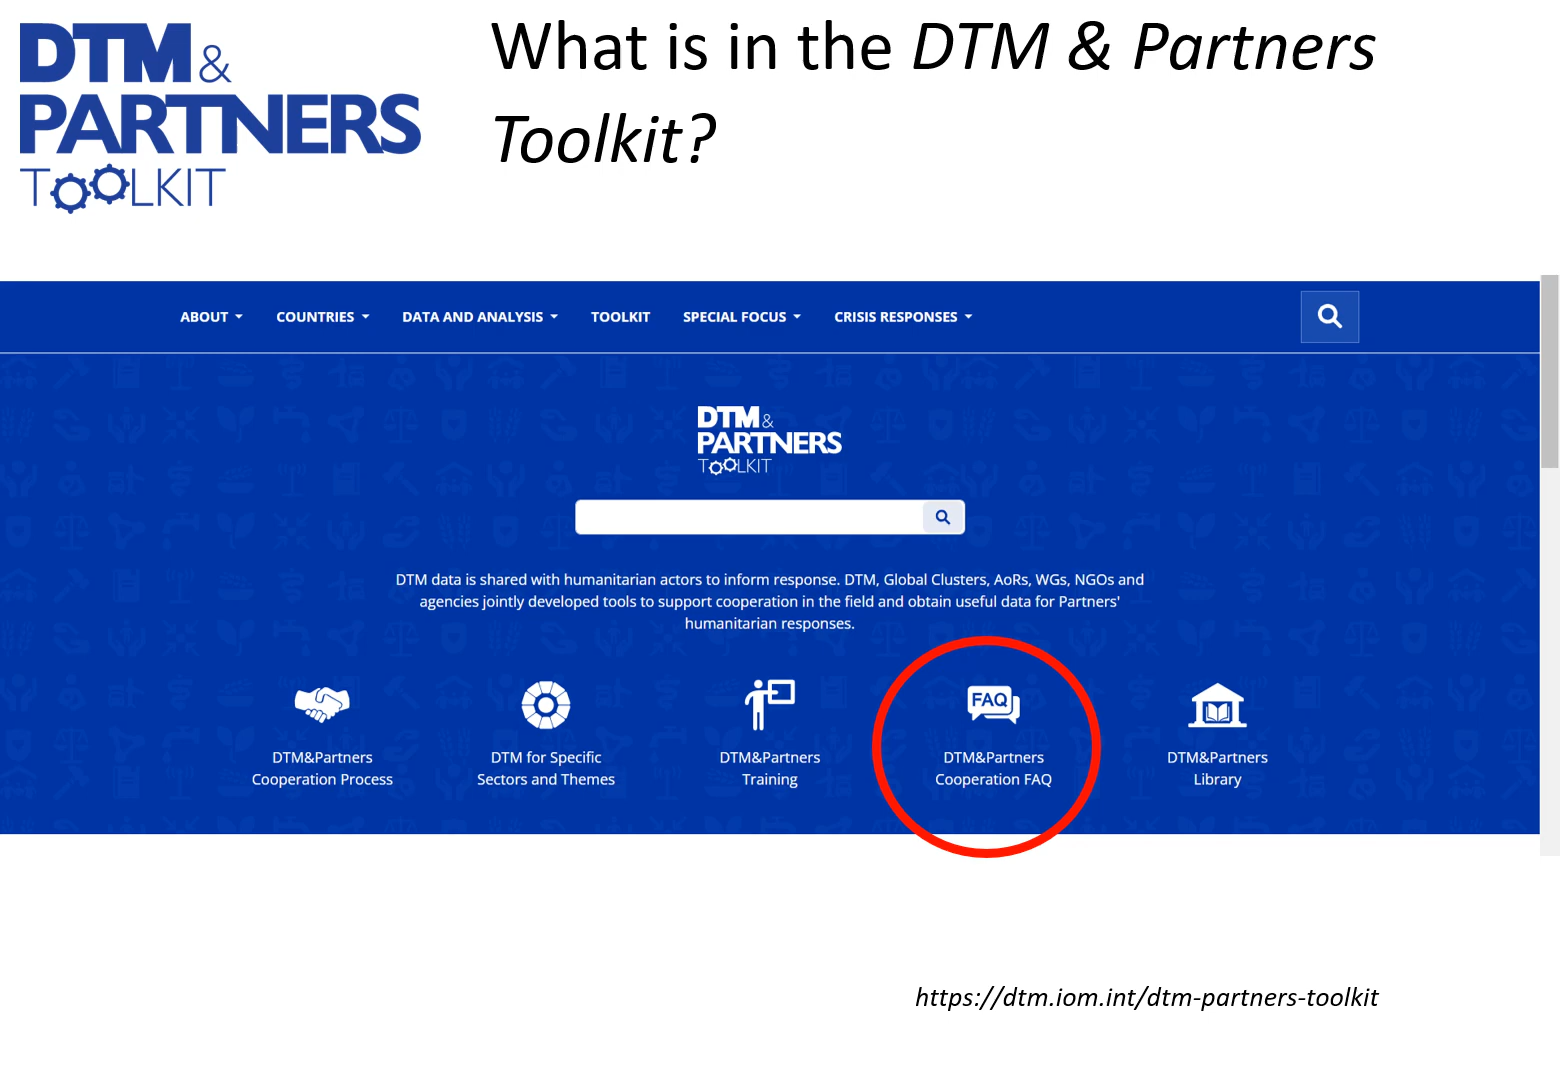 DTM &
PARTNERS
TOOLKIT
What is in the DTM & Partners
Toolkit?
ABOUT COUNTRIES DATA AND ANALYSIS TOOLKIT SPECIAL FOCUS CRISIS RESPONSES
DTM &
PARTNERS
TOOLKIT
DTM data is shared with humanitarian actors to inform response. DTM, Global Clusters, AoRs, WGs, NGOs and
agencies jointly developed tools to support cooperation in the field and obtain useful data for Partners'
humanitarian responses.
FAQ
DTM&Partners
Cooperation Process
DTM for Specific
Sectors and Themes
DTM&Partners
Training
DTM&Partners
Cooperation FAQ
DTM&Partners
Library
https://dtm.iom.int/dtm-partners-toolkit